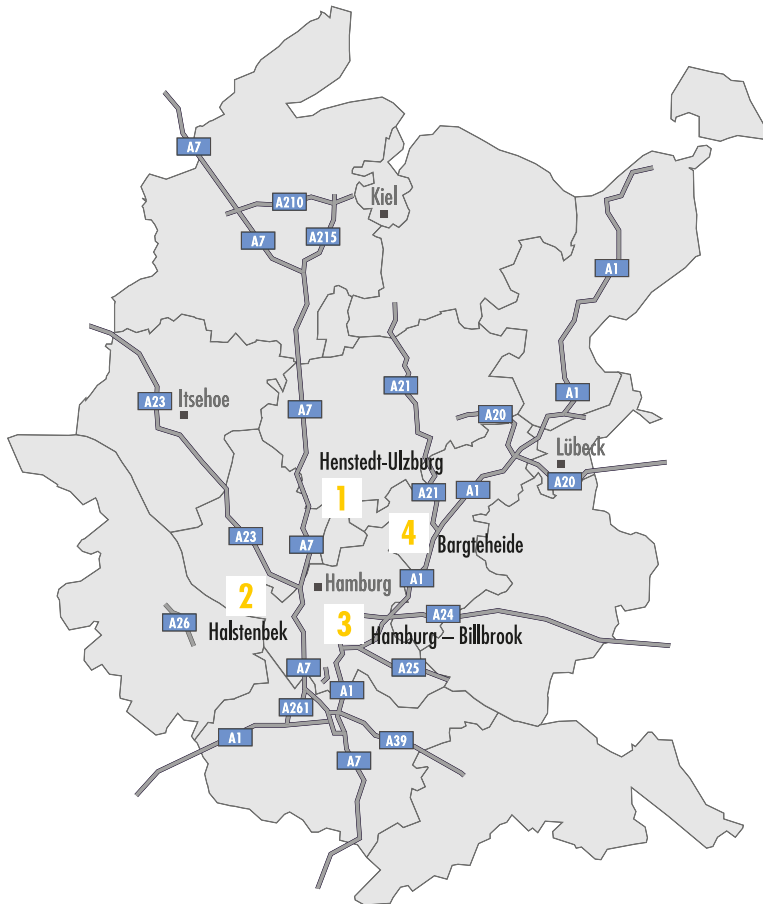 A7
A210
Kiel
A7
A215
A1
A23
Itsehoe
A7
A21
A1
A20
Lübeck
Henstedt-Ulzburg
1
A21
A1
A20
4
A23
A7
Bargteheide
A1
Hamburg
2
A26
Halstenbek
3
A24
Hamburg – Billbrook
A7
A25
A1
A261
A1
A39
A7